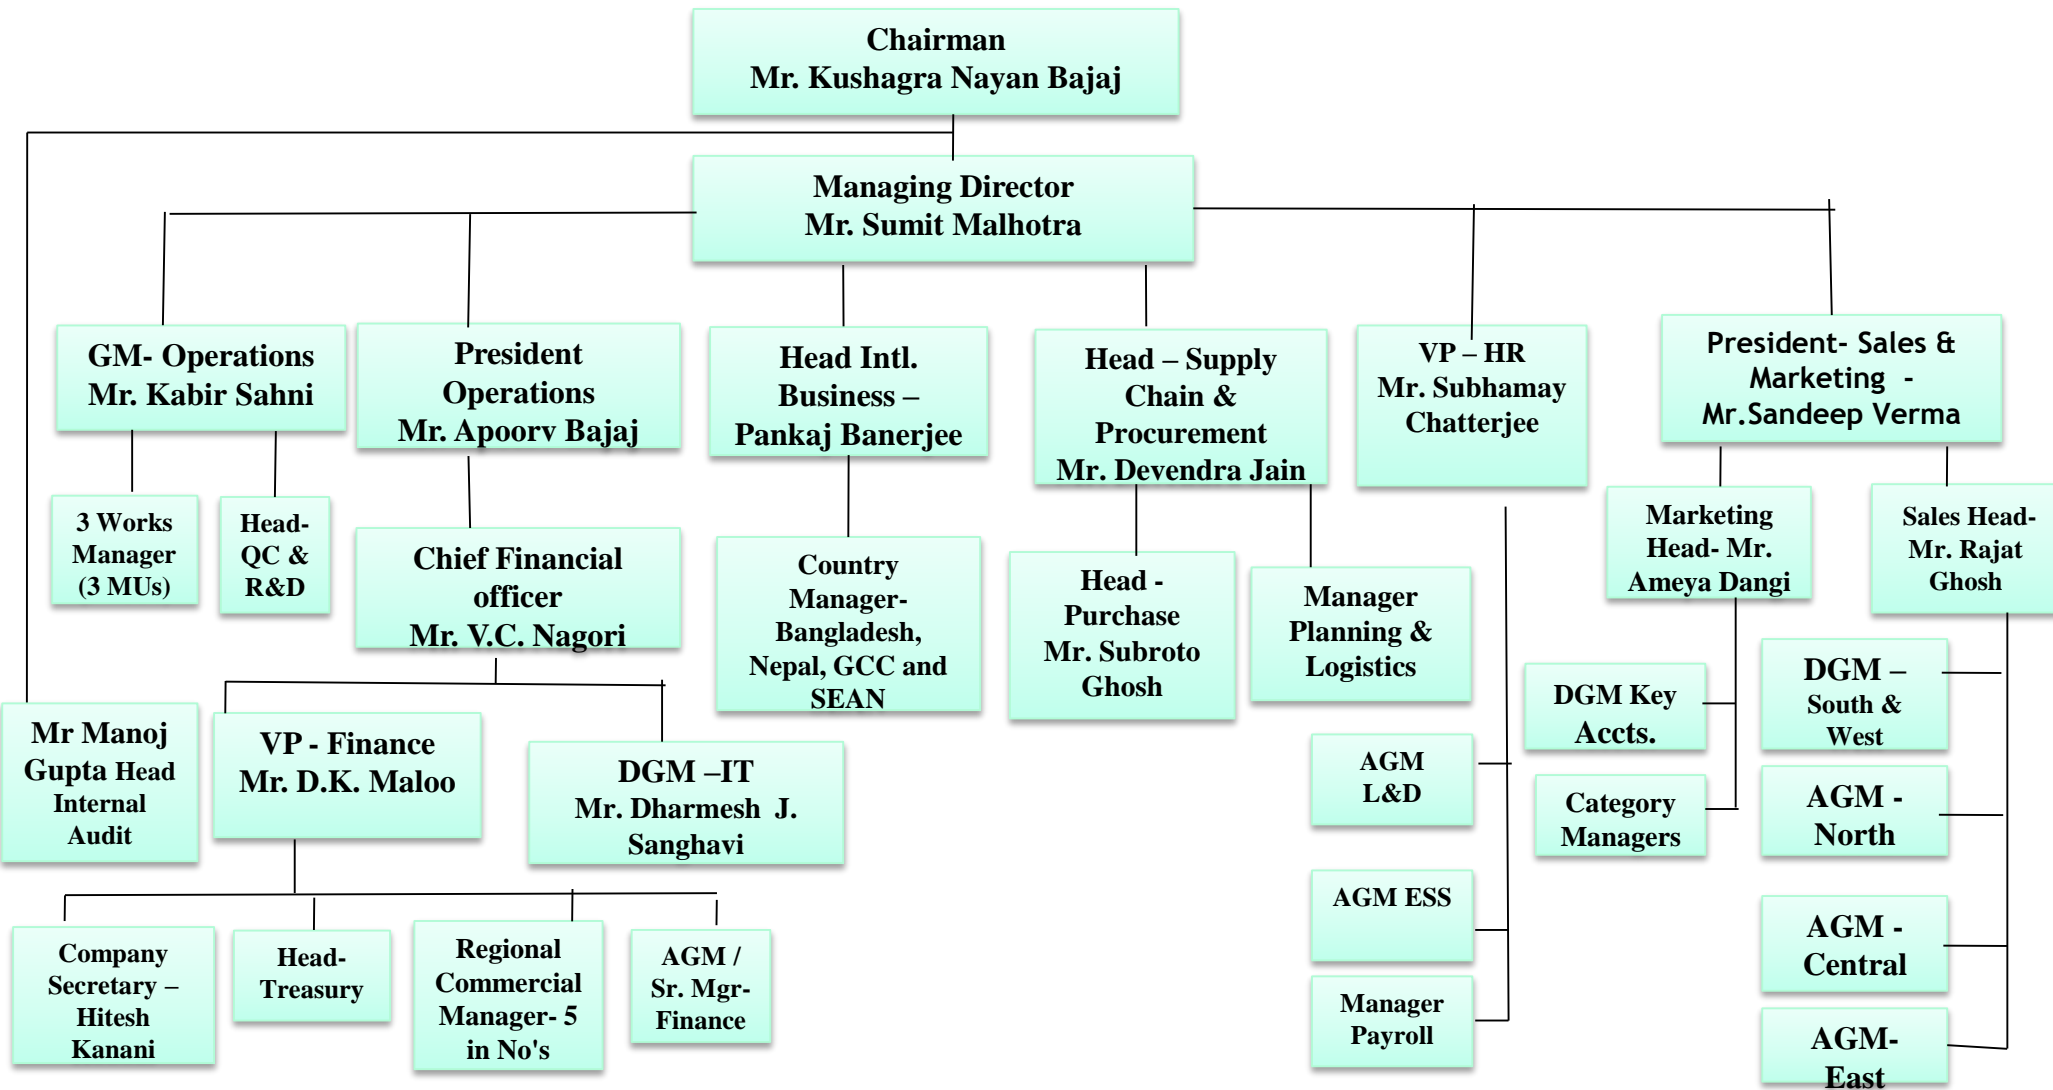 Chairman
Mr. Kushagra Nayan Bajaj
Managing Director
Mr. Sumit Malhotra
GM- Operations
Mr. Kabir Sahni
President
Operations
Mr. Apoorv Bajaj
Head Intl.
Business –
Pankaj Banerjee
Head – Supply
Chain &
Procurement
Mr. Devendra Jain
VP – HR
Mr. Subhamay
Chatterjee
President- Sales &
Marketing -
Mr.Sandeep Verma
3 Works
Manager
(3 MUs)
Head-
QC &
R&D
Chief Financial
officer
Mr. V.C. Nagori
Country
Manager-
Bangladesh,
Nepal, GCC and
SEAN
Head -
Purchase
Mr. Subroto
Ghosh
Manager
Planning &
Logistics
Marketing
Head- Mr.
Ameya Dangi
Sales Head-
Mr. Rajat
Ghosh
Mr Manoj
Gupta Head
Internal
Audit
VP - Finance
Mr. D.K. Maloo
DGM –IT
Mr. Dharmesh J.
Sanghavi
AGM
L&D
DGM Key
Accts.
Category
Managers
DGM –
South &
West
AGM -
North
Company
Secretary –
Hitesh
Kanani
Head-
Treasury
Regional
Commercial
Manager- 5
in No's
AGM /
Sr. Mgr-
Finance
AGM ESS
Manager
Payroll
AGM -
Central
AGM-
East